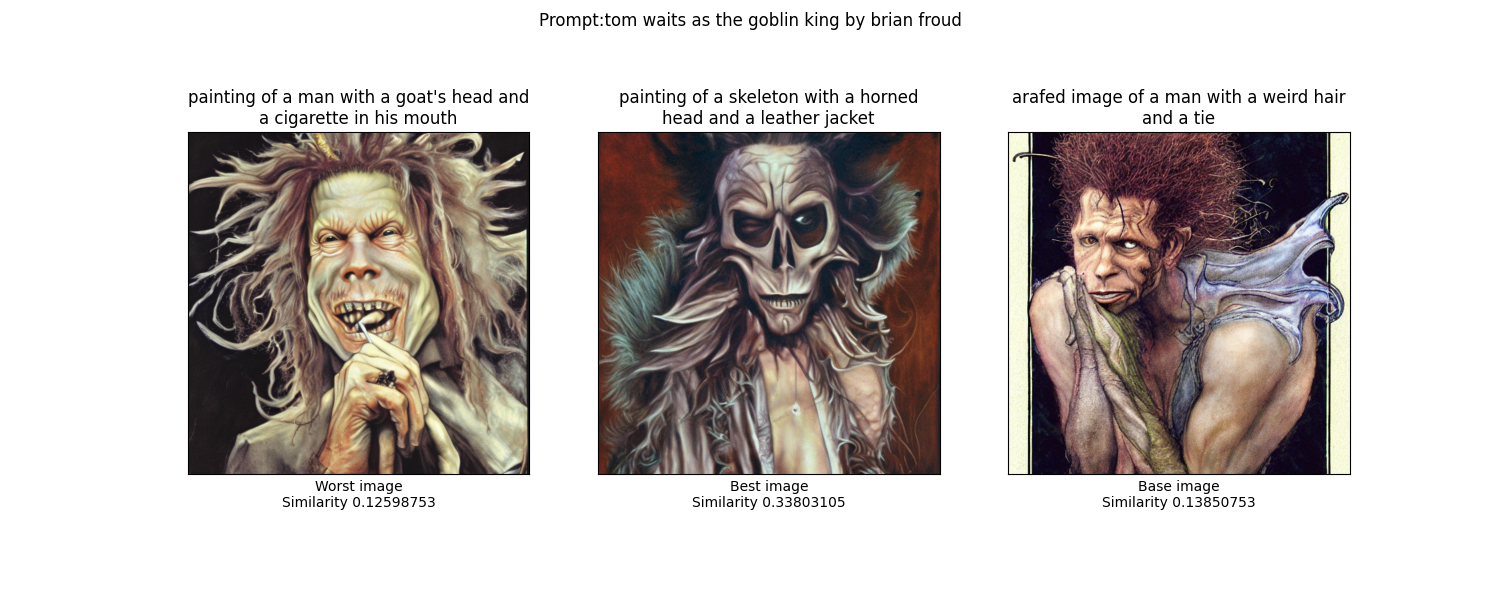 Prompt:tom waits as the goblin king by brian froud
painting of a man with a goat's head and
a cigarette in his mouth
painting of a skeleton with a horned
head and a leather jacket
arafed image of a man with a weird hair
and a tie
Worst image
Similarity 0.12598753
Best image
Similarity 0.33803105
Base image
Similarity 0.13850753